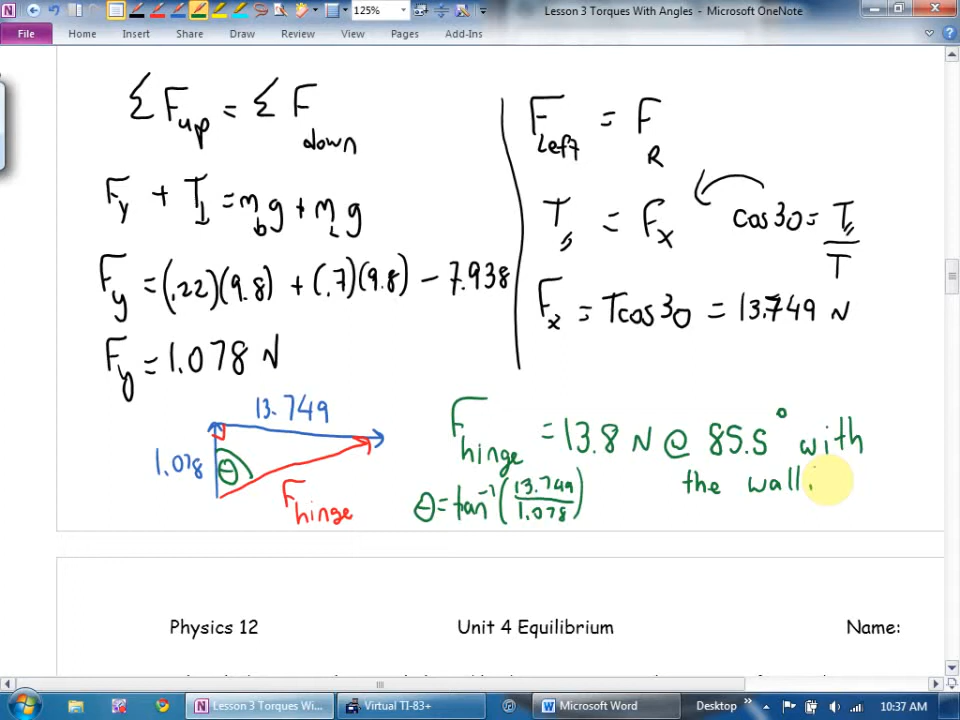 125%
Lesson 3 Torques With Angles - Microsoft OneNote
File Home Insert Share Draw Review View Pages Add-Ins
ΣF_up = ΣF_down
F_y + T_⊥ = m_b g + m_L g
F_y = (.22)(9.8) + (.7)(9.8) - 7.938
F_y = 1.078 N
F_Left = F_R
T_// = F_x
cos30 = T_// / T
F_x = Tcos30 = 13.749 N
13.749
1.078
θ
F_hinge
F_hinge = 13.8 N @ 85.5° with
the wall
θ = tan⁻¹(13.749/1.078)
Physics 12 Unit 4 Equilibrium Name:
Lesson 3 Torques Wi... Virtual TI-83+ Microsoft Word Desktop 10:37 AM